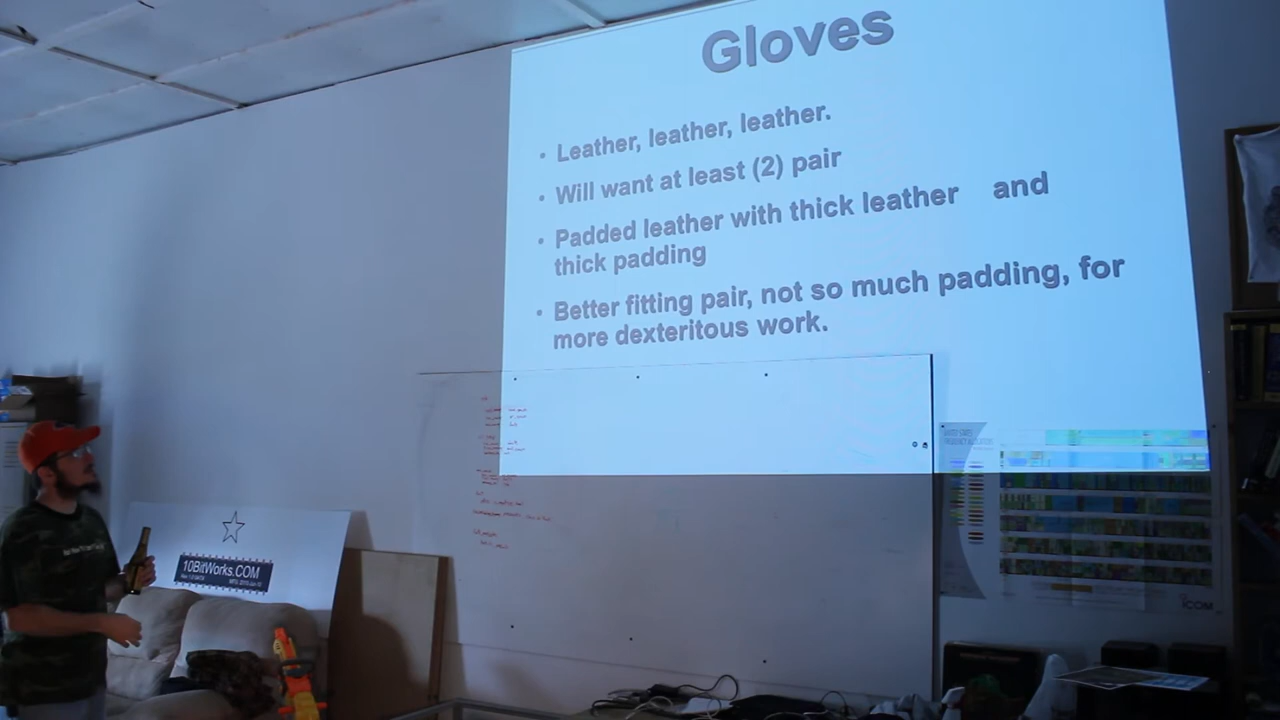 Gloves
• Leather, leather, leather.
• Will want at least (2) pair
• Padded leather with thick leather and
thick padding
• Better fitting pair, not so much padding, for
more dexteritous work.
10BitWorks.COM
ICOM